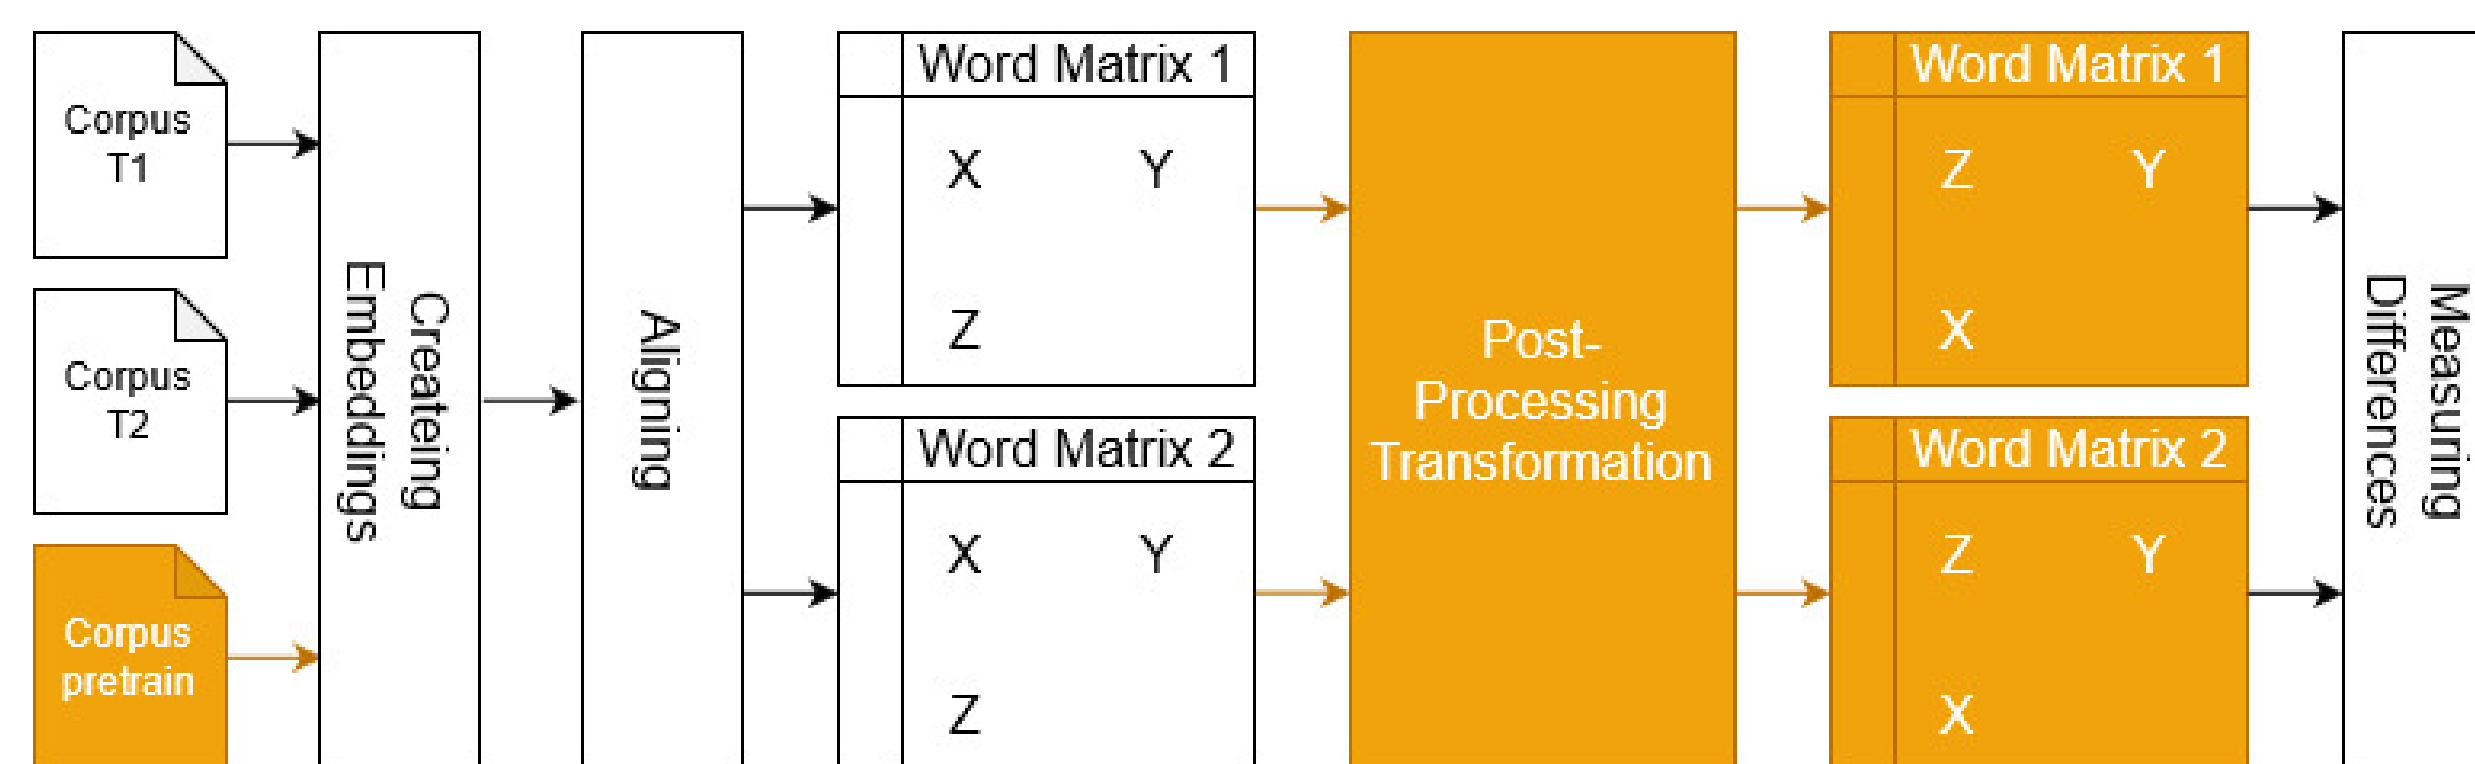 Corpus
T1
Corpus
T2
Corpus
pretrain
Createing
Embeddings
Aligning
Word Matrix 1
X Y
Z
Word Matrix 2
X Y
Z
Post-
Processing
Transformation
Word Matrix 1
Z Y
X
Word Matrix 2
Z Y
X
Measuring
Differences